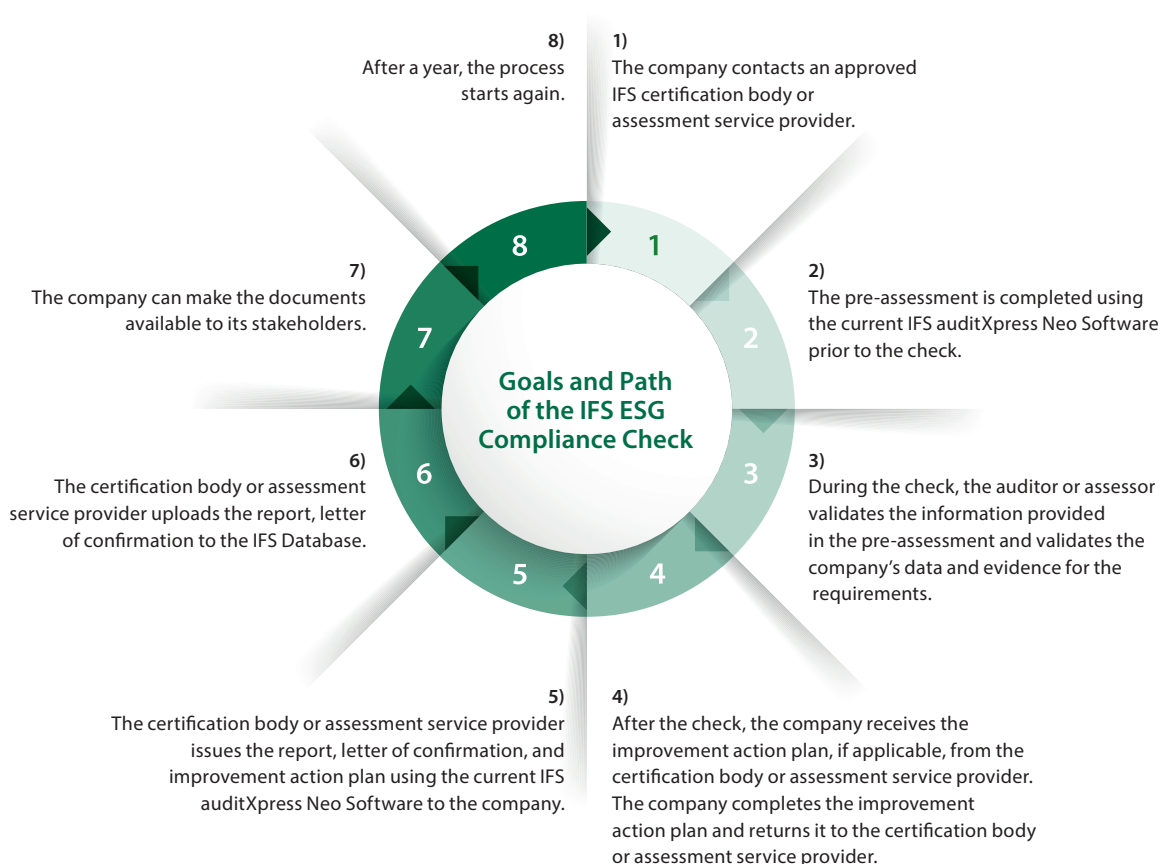 8)
After a year, the process
starts again.
1)
The company contacts an approved
IFS certification body or
assessment service provider.
8
1
7)
The company can make the documents
available to its stakeholders.
2)
The pre-assessment is completed using
the current IFS auditXpress Neo Software
prior to the check.
7
2
Goals and Path
of the IFS ESG
Compliance Check
6)
The certification body or assessment
service provider uploads the report, letter
of confirmation to the IFS Database.
3)
During the check, the auditor or assessor
validates the information provided
in the pre-assessment and validates the
company’s data and evidence for the
requirements.
6
3
5
4
5)
The certification body or assessment service provider
issues the report, letter of confirmation, and
improvement action plan using the current IFS
auditXpress Neo Software to the company.
4)
After the check, the company receives the
improvement action plan, if applicable, from the
certification body or assessment service provider.
The company completes the improvement
action plan and returns it to the certification body
or assessment service provider.